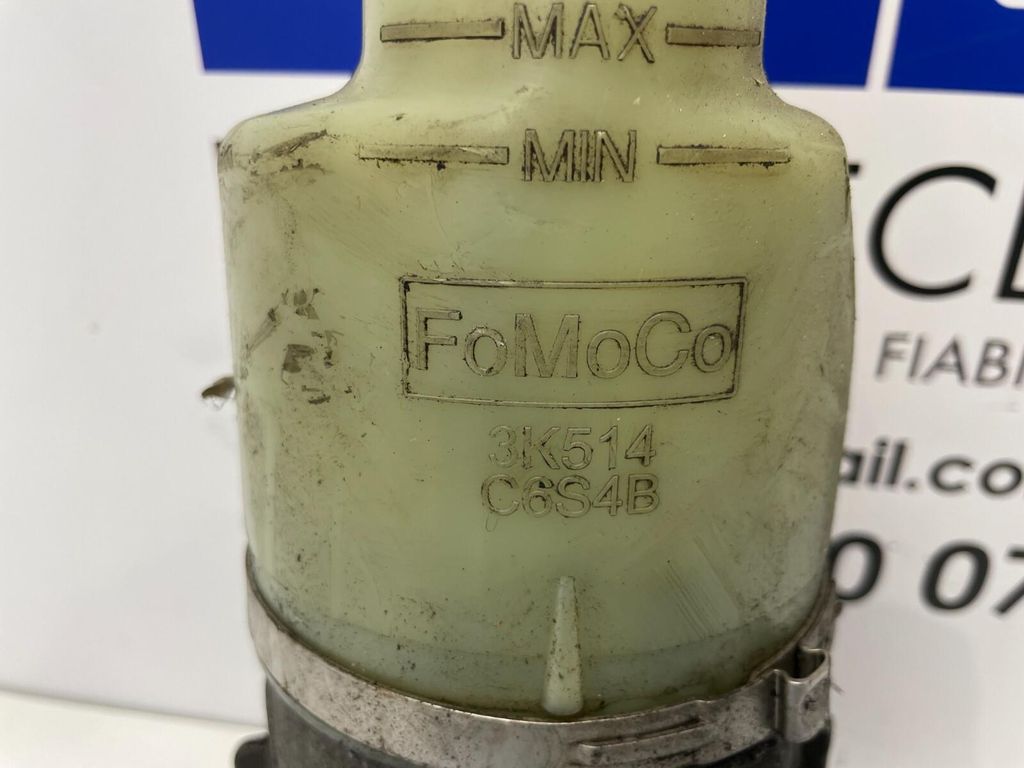 MAX
MIN
FoMoCo
3K514
C6S4B
FIAB
ail.co
0 07